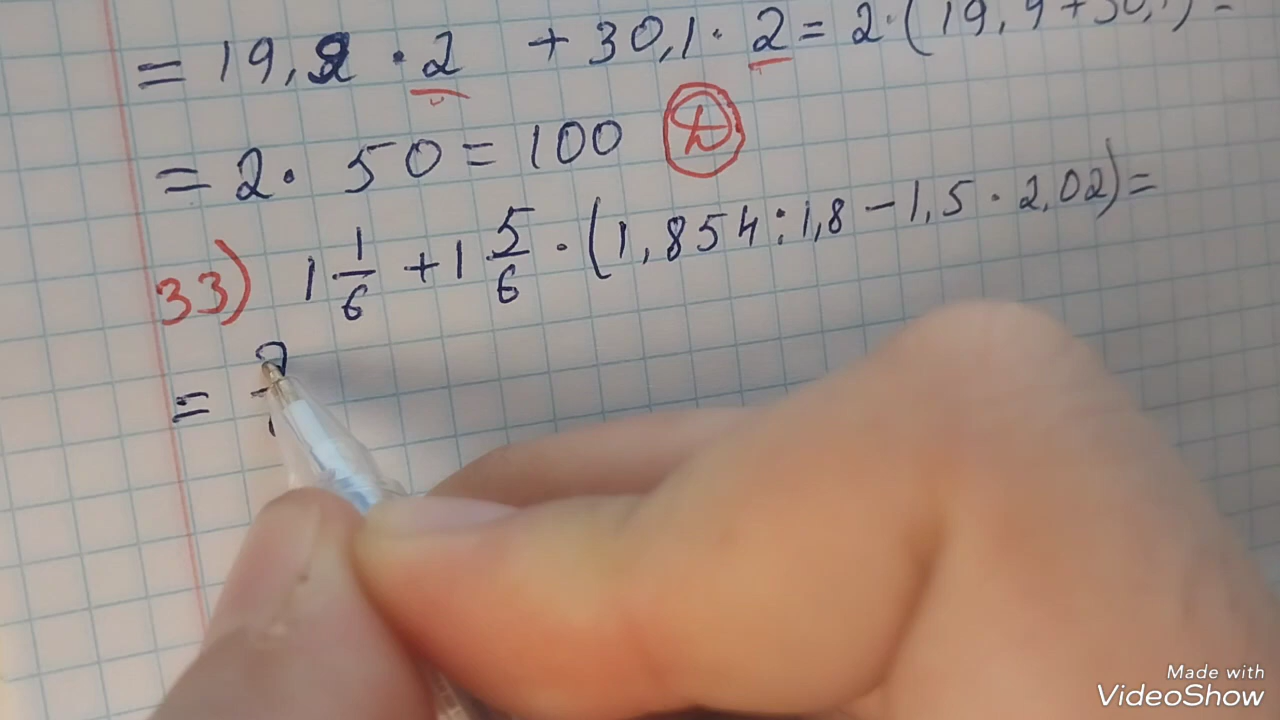 = 19,9 · 2 + 30,1 · 2 = 2 · (19,9 + 30,1) =
= 2 · 50 = 100 D
33) 1 1/6 + 1 5/6 · (1,854 : 1,8 − 1,5 · 2,02) =
=
Made with
VideoShow